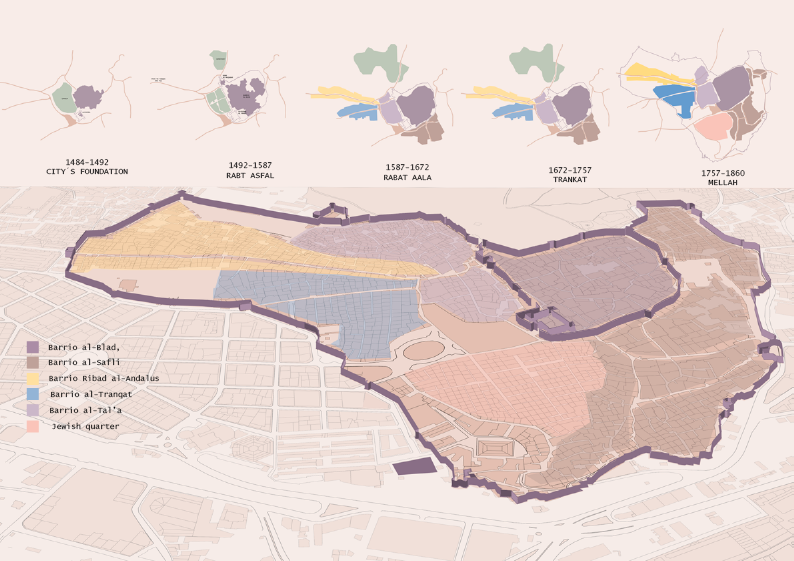 1484-1492
CITY´S FOUNDATION
1492-1587
RABT ASFAL
1587-1672
RABAT AALA
1672-1757
TRANKAT
1757-1860
MELLAH
Barrio al-Blad,
Barrio al-Safli
Barrio Ribad al-Andalus
Barrio al-Tranqat
Barrio al-Tal'a
Jewish quarter